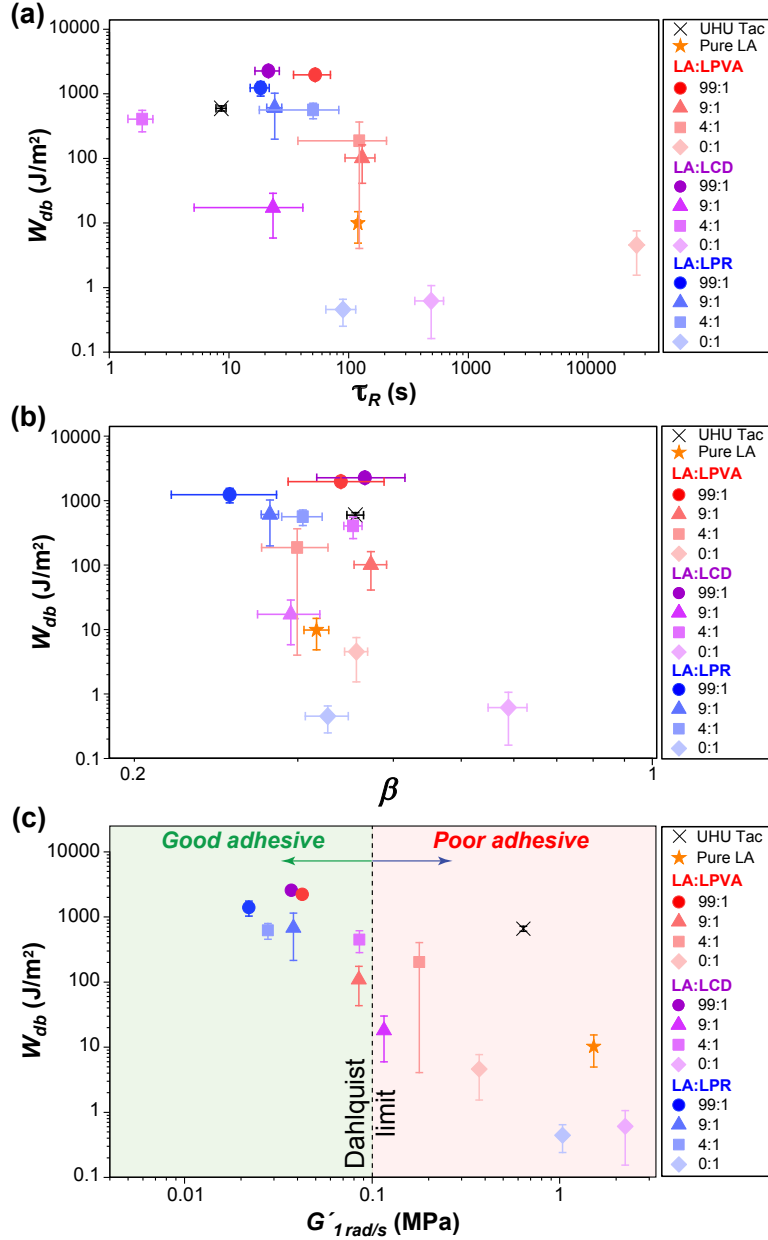 (a)
10000
1000
100
10
1
0.1
W_db (J/m²)
1
10
100
1000
10000
τ_R (s)
UHU Tac
Pure LA
LA:LPVA
99:1
9:1
4:1
0:1
LA:LCD
99:1
9:1
4:1
0:1
LA:LPR
99:1
9:1
4:1
0:1
(b)
10000
1000
100
10
1
0.1
W_db (J/m²)
0.2
1
β
UHU Tac
Pure LA
LA:LPVA
99:1
9:1
4:1
0:1
LA:LCD
99:1
9:1
4:1
0:1
LA:LPR
99:1
9:1
4:1
0:1
(c)
Good adhesive
Poor adhesive
10000
1000
100
10
1
0.1
W_db (J/m²)
Dahlquist
limit
0.01
0.1
1
G´_1 rad/s (MPa)
UHU Tac
Pure LA
LA:LPVA
99:1
9:1
4:1
0:1
LA:LCD
99:1
9:1
4:1
0:1
LA:LPR
99:1
9:1
4:1
0:1